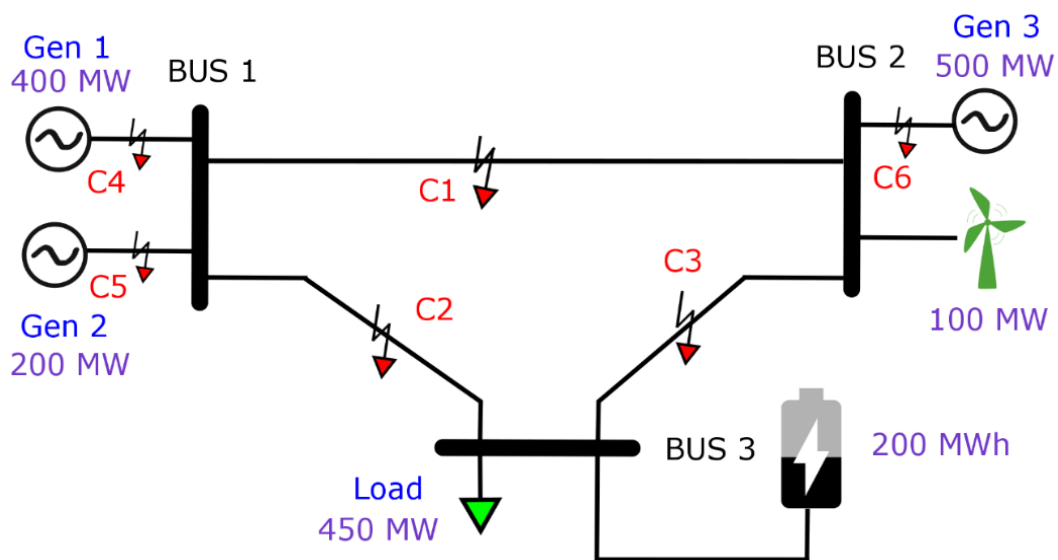 Gen 1
400 MW
BUS 1
BUS 2
Gen 3
500 MW
C4
C1
C6
C5
C2
C3
Gen 2
200 MW
100 MW
BUS 3
200 MWh
Load
450 MW